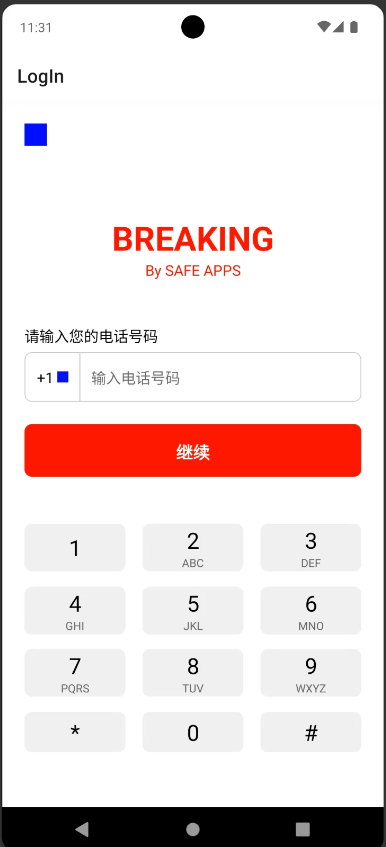 11:31
LogIn
BREAKING
By SAFE APPS
请输入您的电话号码
+1 输入电话号码
继续
1 2 3
ABC DEF
4 5 6
GHI JKL MNO
7 8 9
PQRS TUV WXYZ
* 0 #